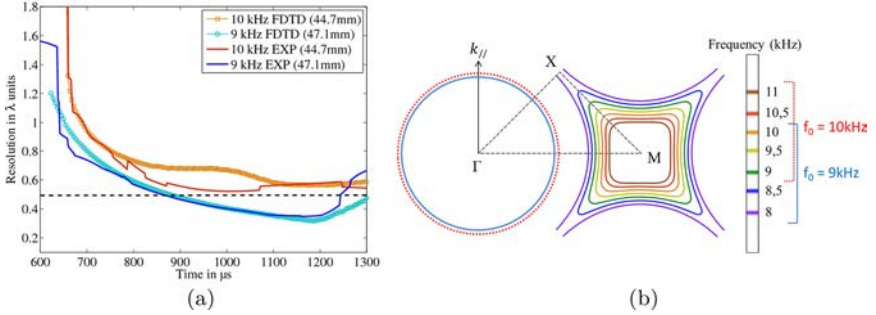 1.8
1.6
1.4
1.2
1
0.8
0.6
0.4
0.2
Resolution in λ units
10 kHz FDTD (44.7mm)
9 kHz FDTD (47.1mm)
10 kHz EXP (44.7mm)
9 kHz EXP (47.1mm)
600 700 800 900 1000 1100 1200 1300
Time in µs
(a)
k//
X
Γ
M
Frequency (kHz)
11
10,5
10
9,5
9
8,5
8
f₀ = 10kHz
f₀ = 9kHz
(b)